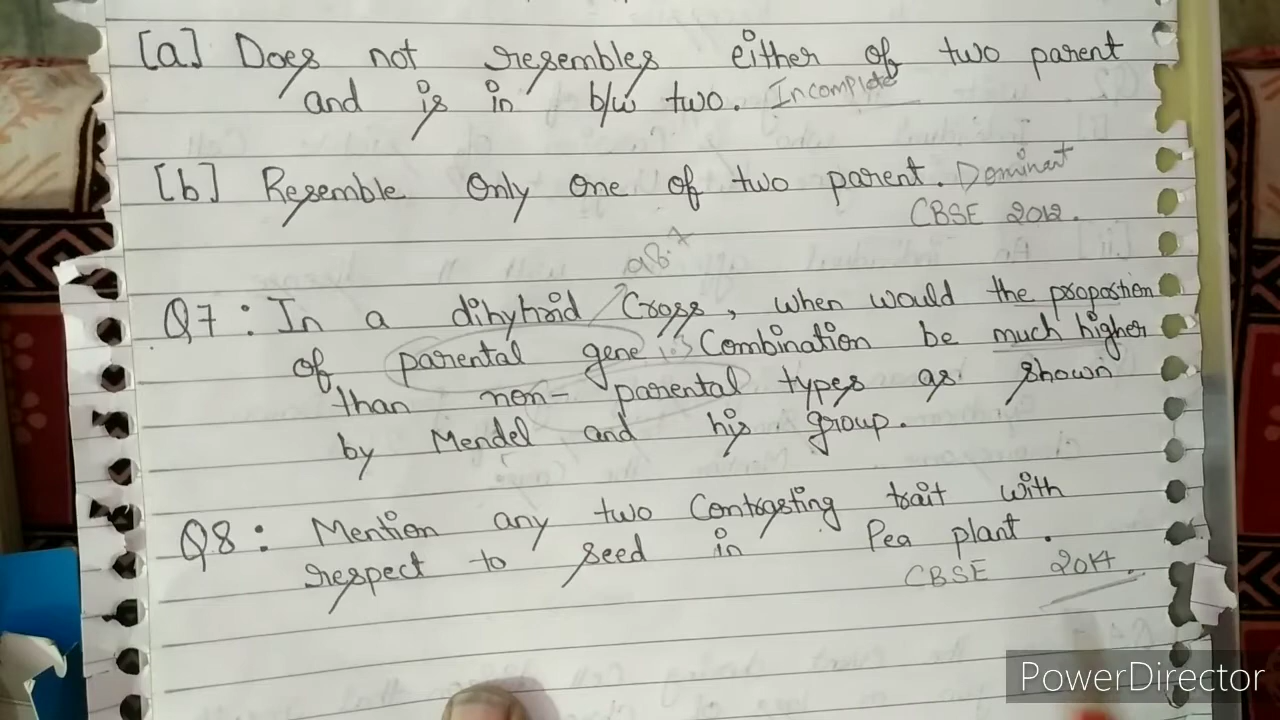 [a] Does not resembles either of two parent
and is in b/w two. Incomplete
[b] Resemble Only one of two parent. Dominant
CBSE 2012.
Q7: In a dihybrid Cross, when would the proportion
of parental gene Combination be much higher
than non-parental types as shown
by Mendel and his group.
Q8: Mention any two Contrasting trait with
respect to seed in Pea plant.
CBSE 2014.
PowerDirector